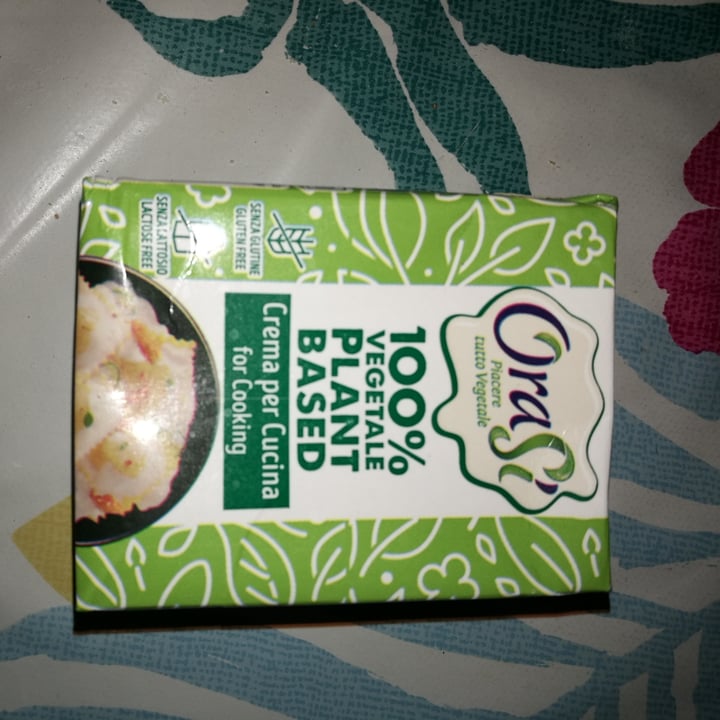 OraSì
Piacere
tutto Vegetale
100%
VEGETALE
PLANT
BASED
Crema per Cucina
for Cooking
SENZA GLUTINE
GLUTEN FREE
SENZA LATTOSIO
LACTOSE FREE